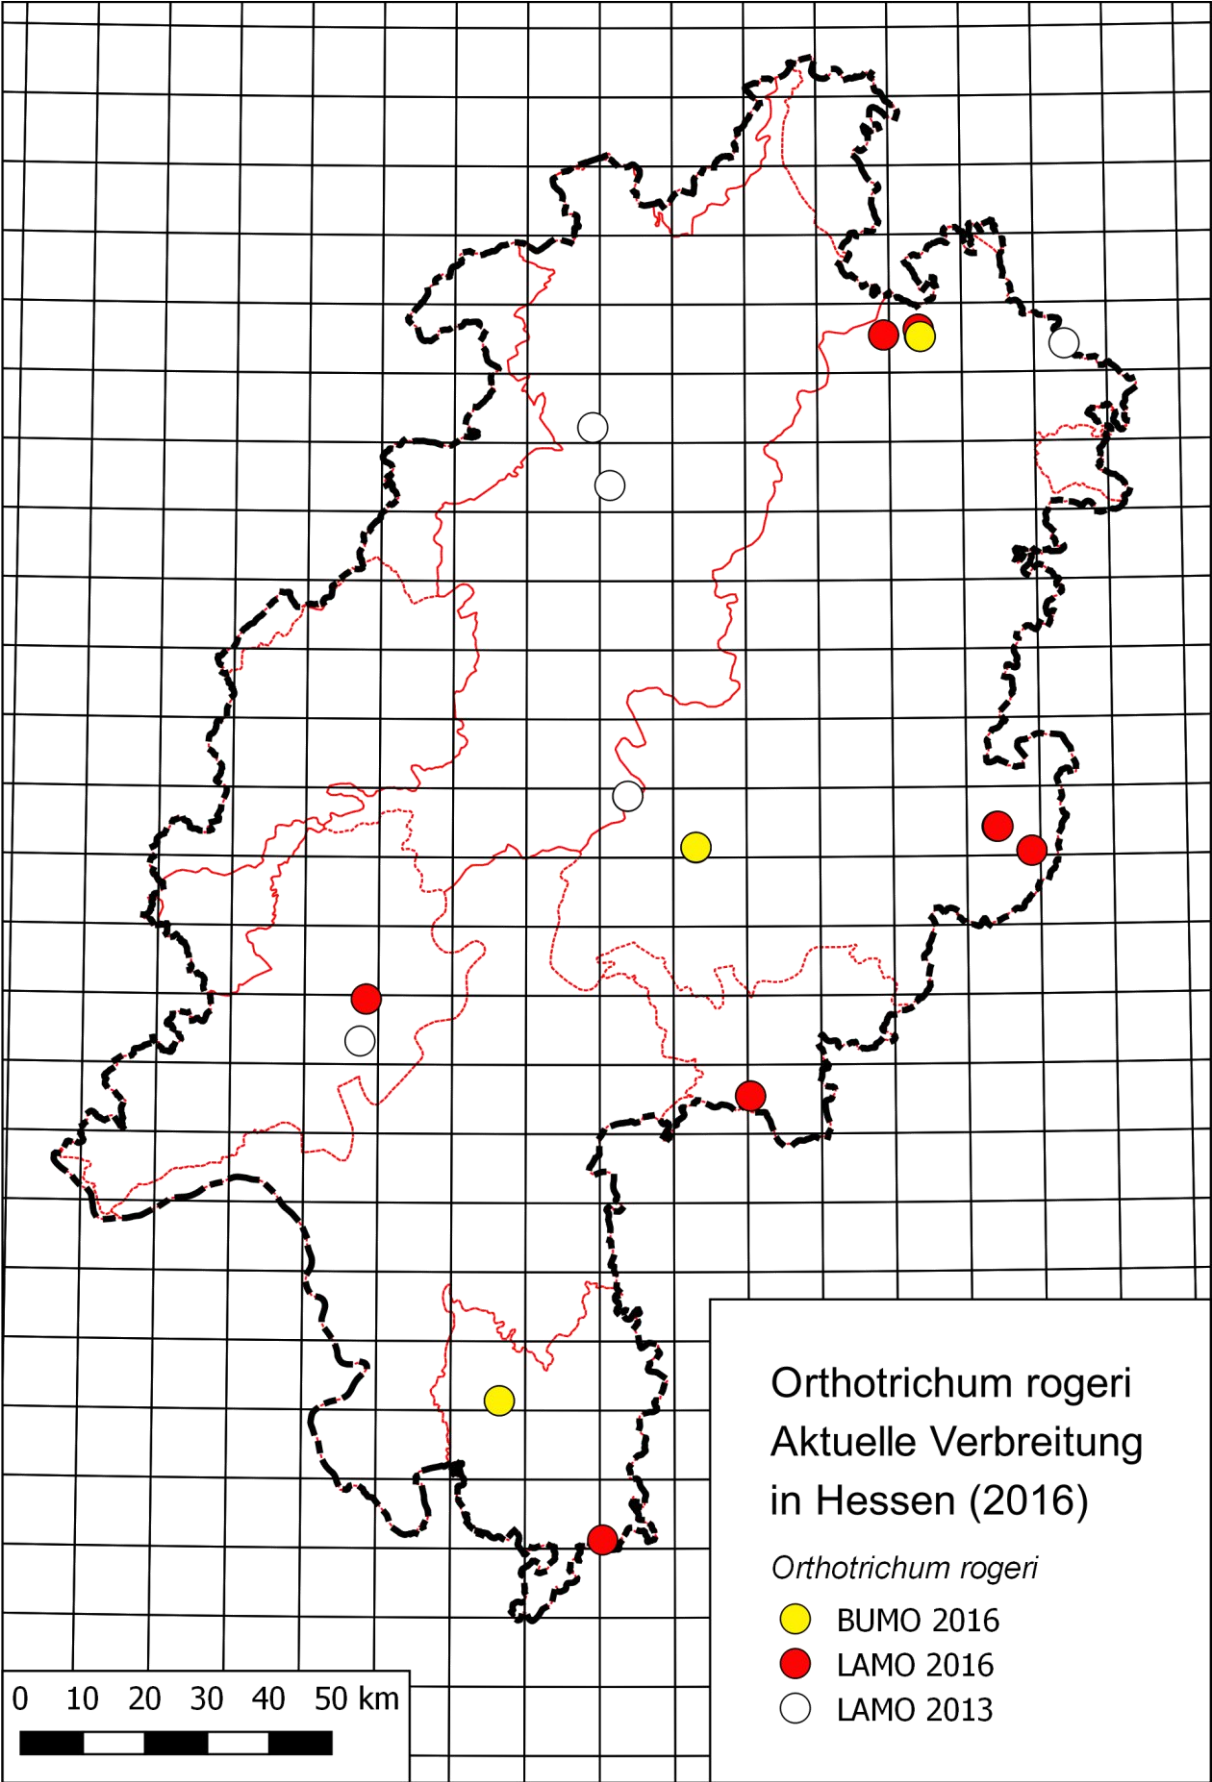 Orthotrichum rogeri
Aktuelle Verbreitung
in Hessen (2016)
Orthotrichum rogeri
BUMO 2016
LAMO 2016
LAMO 2013
0 10 20 30 40 50 km